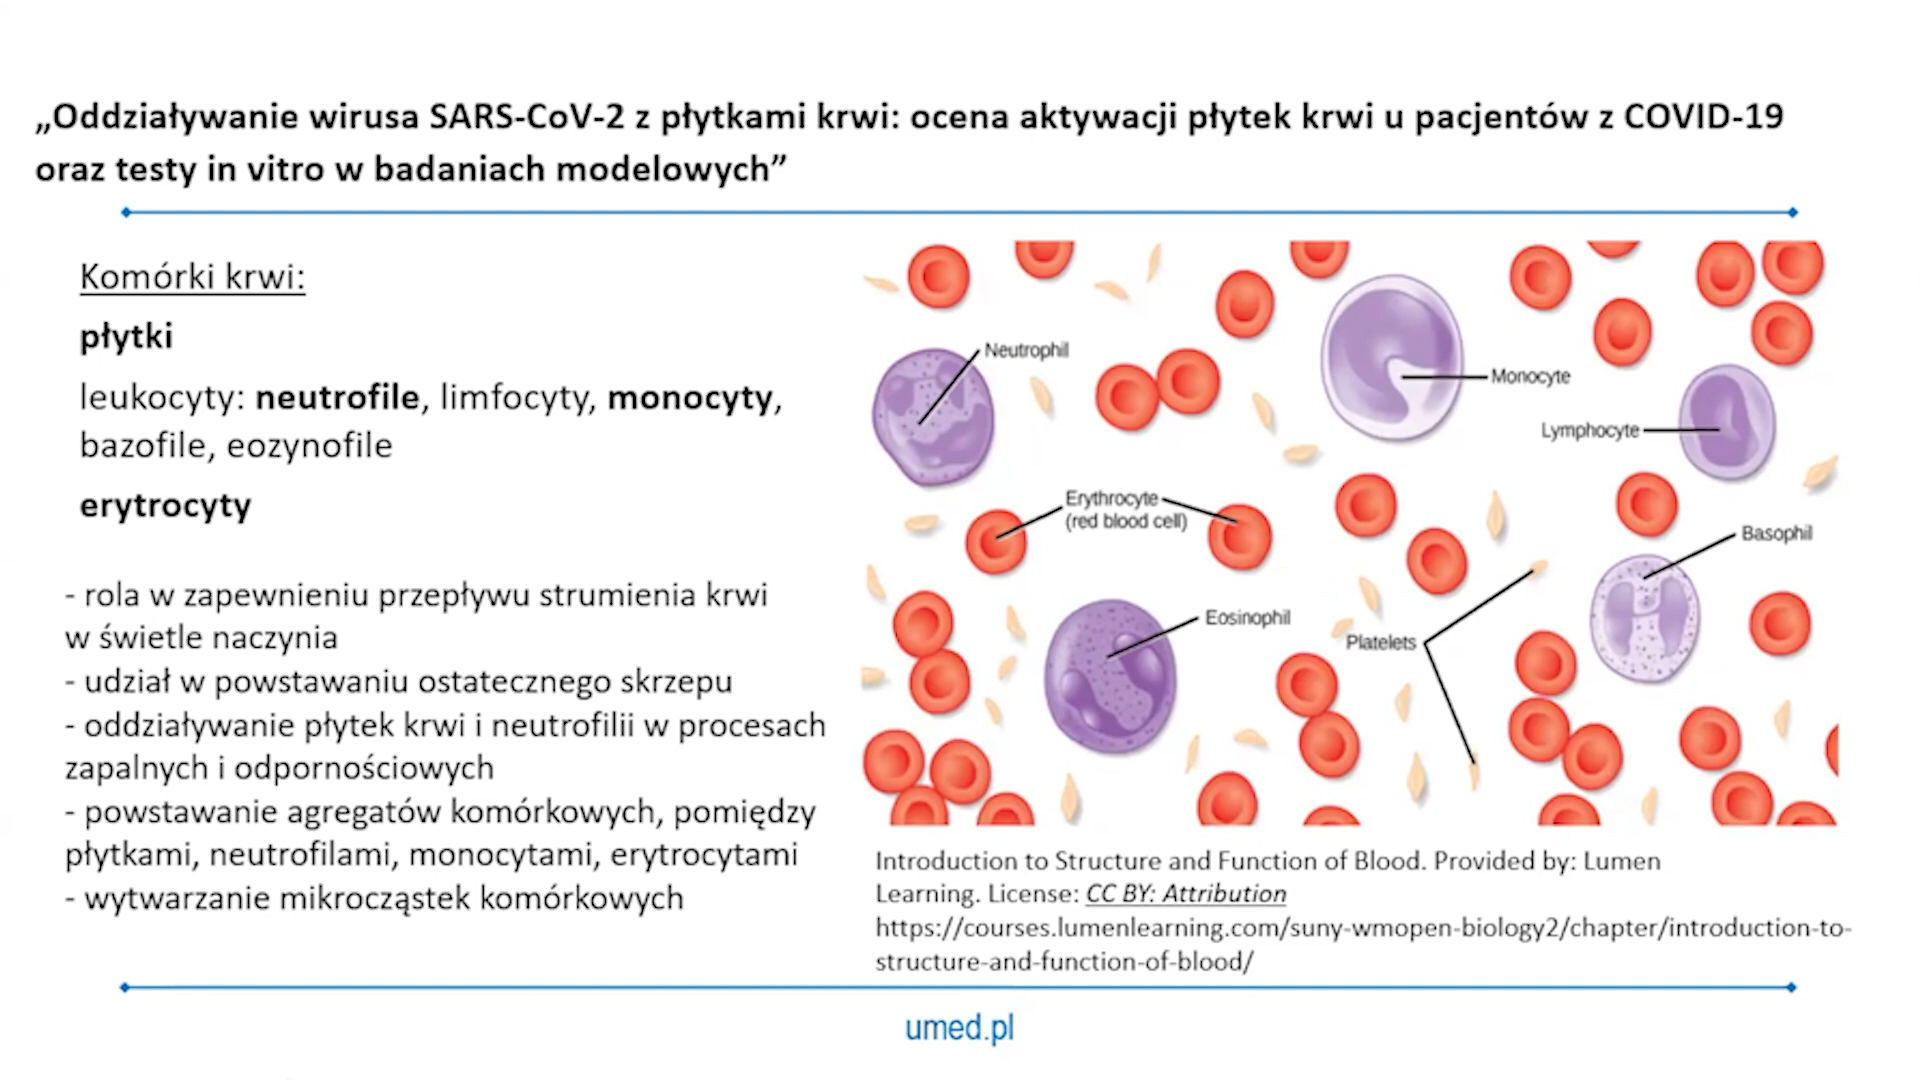 „Oddziaływanie wirusa SARS-CoV-2 z płytkami krwi: ocena aktywacji płytek krwi u pacjentów z COVID-19
oraz testy in vitro w badaniach modelowych”
Komórki krwi:
płytki
leukocyty: neutrofile, limfocyty, monocyty,
bazofile, eozynofile
erytrocyty
- rola w zapewnieniu przepływu strumienia krwi
w świetle naczynia
- udział w powstawaniu ostatecznego skrzepu
- oddziaływanie płytek krwi i neutrofilii w procesach
zapalnych i odpornościowych
- powstawanie agregatów komórkowych, pomiędzy
płytkami, neutrofilami, monocytami, erytrocytami
- wytwarzanie mikrocząstek komórkowych
Neutrophil
Monocyte
Lymphocyte
Erythrocyte
(red blood cell)
Basophil
Eosinophil
Platelets
Introduction to Structure and Function of Blood. Provided by: Lumen
Learning. License: CC BY: Attribution
https://courses.lumenlearning.com/suny-wmopen-biology2/chapter/introduction-to-
structure-and-function-of-blood/
umed.pl